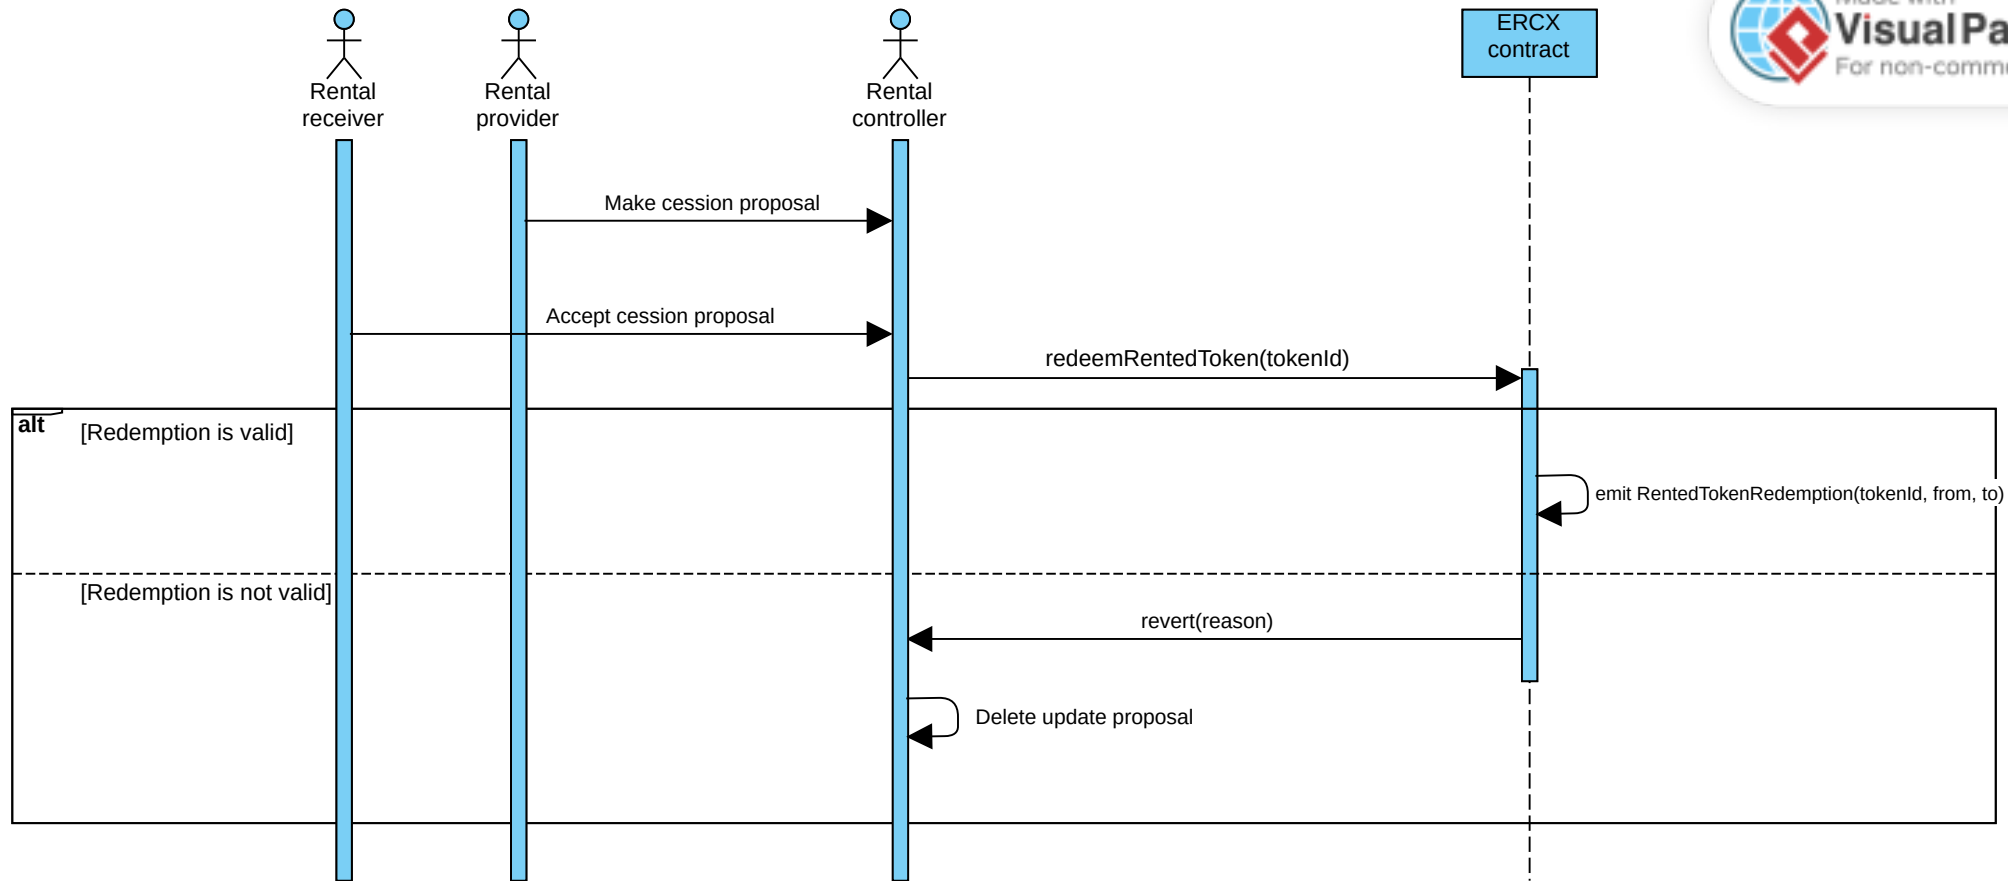 Rental
receiver
Rental
provider
Rental
controller
ERCX
contract
VisualPa
For non-comm
Make cession proposal
Accept cession proposal
redeemRentedToken(tokenId)
alt
[Redemption is valid]
emit RentedTokenRedemption(tokenId, from, to)
[Redemption is not valid]
revert(reason)
Delete update proposal